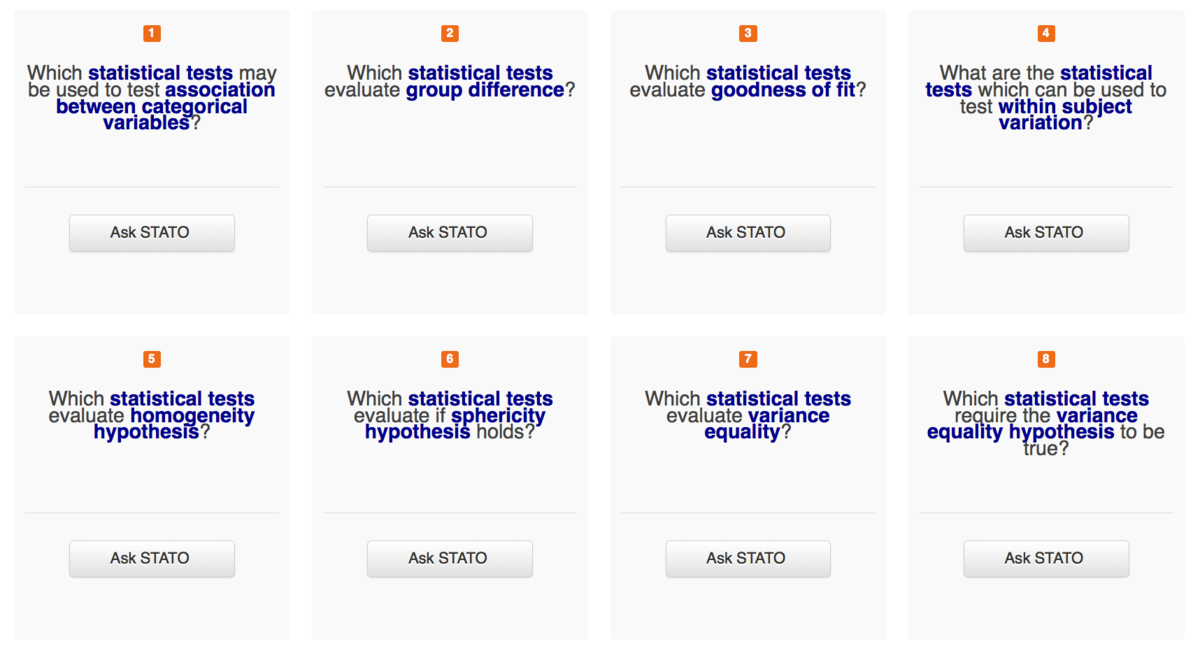 1
Which statistical tests may
be used to test association
between categorical
variables?
Ask STATO
2
Which statistical tests
evaluate group difference?
Ask STATO
3
Which statistical tests
evaluate goodness of fit?
Ask STATO
4
What are the statistical
tests which can be used to
test within subject
variation?
Ask STATO
5
Which statistical tests
evaluate homogeneity
hypothesis?
Ask STATO
6
Which statistical tests
evaluate if sphericity
hypothesis holds?
Ask STATO
7
Which statistical tests
evaluate variance
equality?
Ask STATO
8
Which statistical tests
require the variance
equality hypothesis to be
true?
Ask STATO